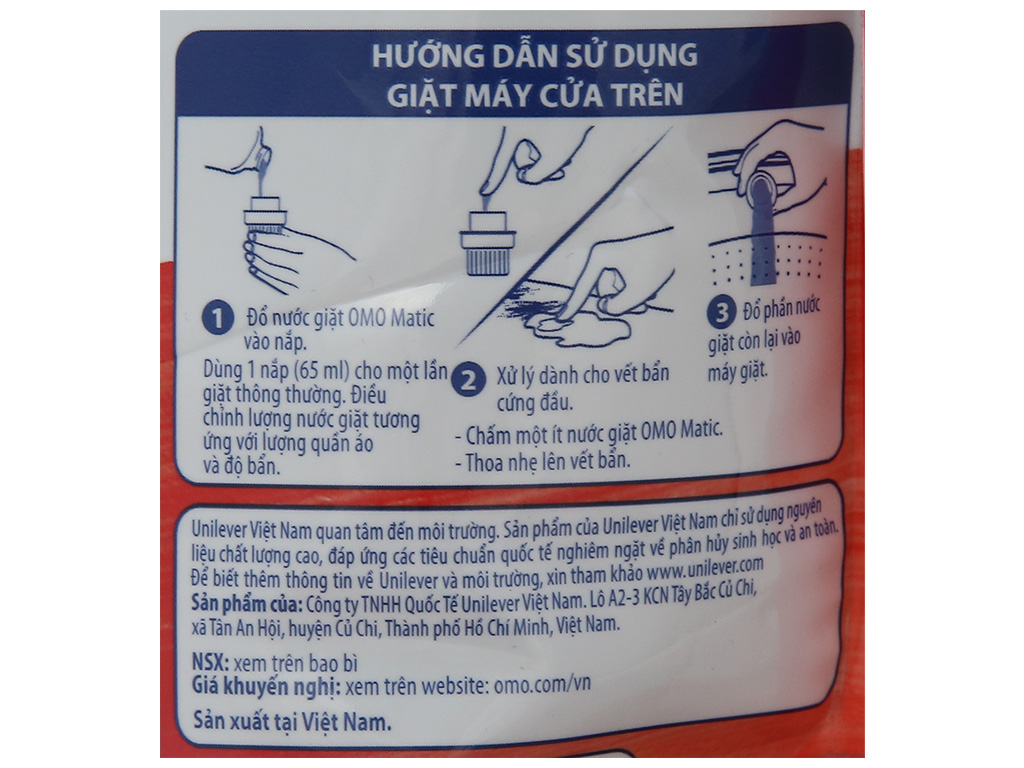 HƯỚNG DẪN SỬ DỤNG
GIẶT MÁY CỬA TRÊN
1 Đổ nước giặt OMO Matic
vào nắp.
Dùng 1 nắp (65 ml) cho một lần
giặt thông thường. Điều
chỉnh lượng nước giặt tương
ứng với lượng quần áo
và độ bẩn.
2 Xử lý dành cho vết bẩn
cứng đầu.
- Chấm một ít nước giặt OMO Matic.
- Thoa nhẹ lên vết bẩn.
3 Đổ phần nước
giặt còn lại vào
máy giặt.
Unilever Việt Nam quan tâm đến môi trường. Sản phẩm của Unilever Việt Nam chỉ sử dụng nguyên
liệu chất lượng cao, đáp ứng các tiêu chuẩn quốc tế nghiêm ngặt về phân hủy sinh học và an toàn.
Để biết thêm thông tin về Unilever và môi trường, xin tham khảo www.unilever.com
Sản phẩm của: Công ty TNHH Quốc Tế Unilever Việt Nam. Lô A2-3 KCN Tây Bắc Củ Chi,
xã Tân An Hội, huyện Củ Chi, Thành phố Hồ Chí Minh, Việt Nam.
NSX: xem trên bao bì
Giá khuyến nghị: xem trên website: omo.com/vn
Sản xuất tại Việt Nam.